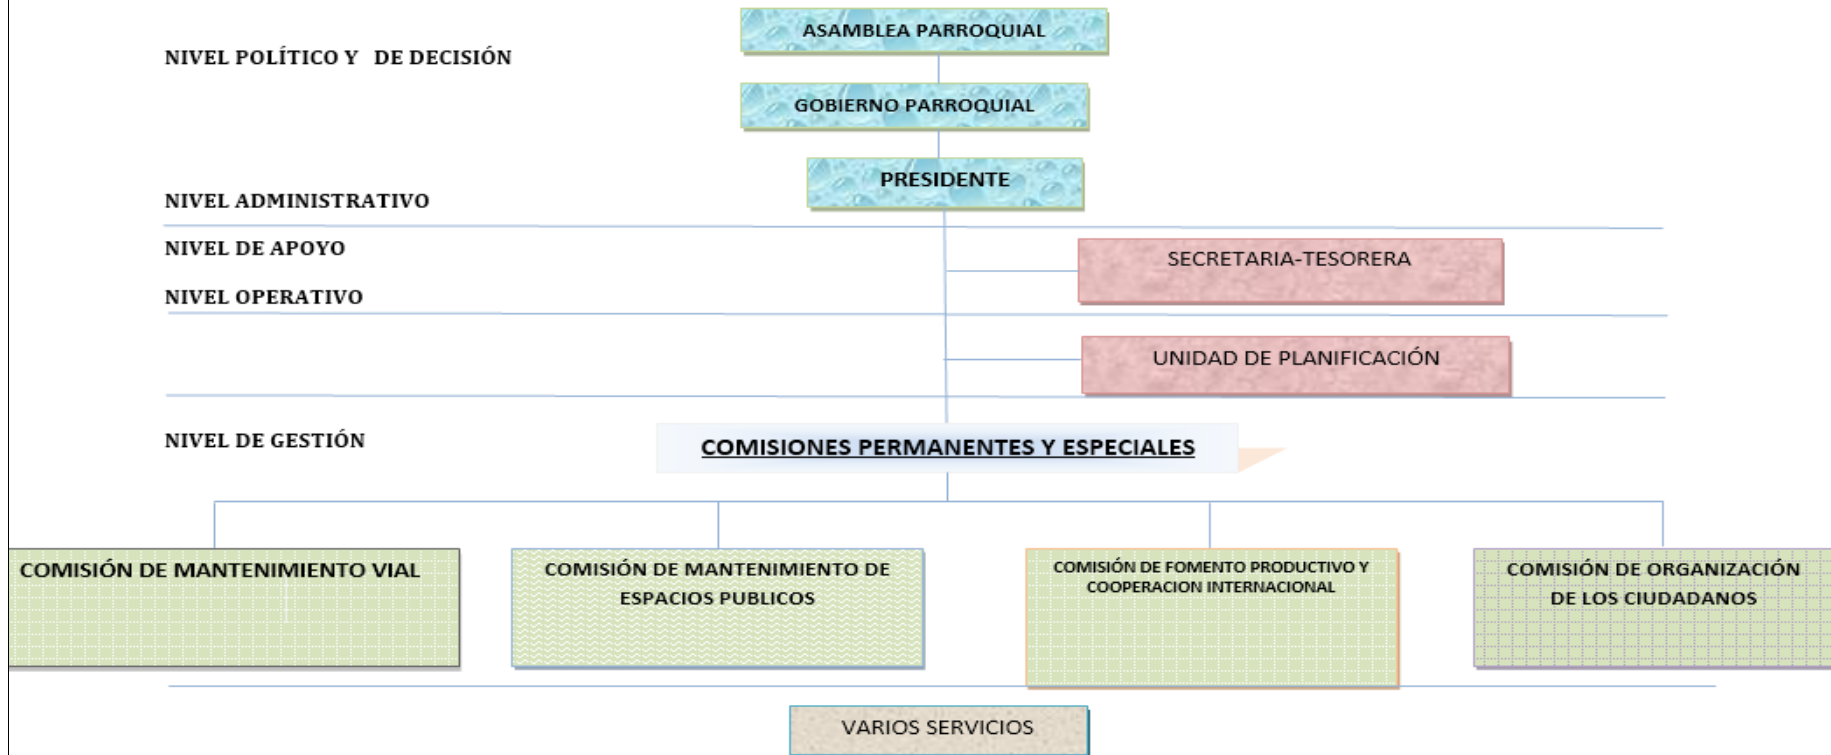 ASAMBLEA PARROQUIAL
NIVEL POLÍTICO Y DE DECISIÓN
GOBIERNO PARROQUIAL
PRESIDENTE
NIVEL ADMINISTRATIVO
NIVEL DE APOYO
SECRETARIA-TESORERA
NIVEL OPERATIVO
UNIDAD DE PLANIFICACIÓN
NIVEL DE GESTIÓN
COMISIONES PERMANENTES Y ESPECIALES
COMISIÓN DE MANTENIMIENTO VIAL
COMISIÓN DE MANTENIMIENTO DE
ESPACIOS PUBLICOS
COMISIÓN DE FOMENTO PRODUCTIVO Y
COOPERACION INTERNACIONAL
COMISIÓN DE ORGANIZACIÓN
DE LOS CIUDADANOS
VARIOS SERVICIOS